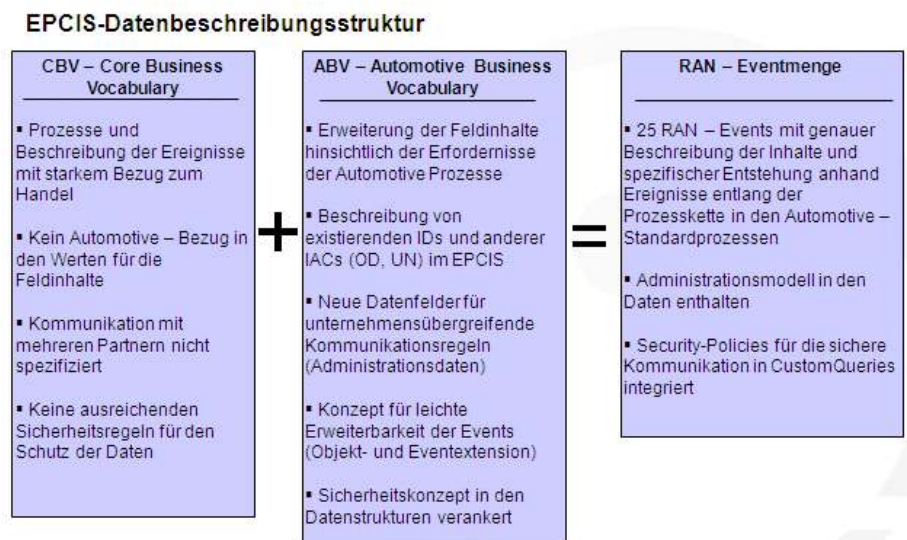 EPCIS-Datenbeschreibungsstruktur
CBV – Core Business
Vocabulary
▪ Prozesse und
Beschreibung der Ereignisse
mit starkem Bezug zum
Handel
▪ Kein Automotive – Bezug in
den Werten für die
Feldinhalte
▪ Kommunikation mit
mehreren Partnern nicht
spezifiziert
▪ Keine ausreichenden
Sicherheitsregeln für den
Schutz der Daten
+
ABV – Automotive Business
Vocabulary
▪ Erweiterung der Feldinhalte
hinsichtlich der Erfordernisse
der Automotive Prozesse
▪ Beschreibung von
existierenden IDs und anderer
IACs (OD, UN) im EPCIS
▪ Neue Datenfelder für
unternehmensübergreifende
Kommunikationsregeln
(Administrationsdaten)
▪ Konzept für leichte
Erweiterbarkeit der Events
(Objekt- und Eventextension)
▪ Sicherheitskonzept in den
Datenstrukturen verankert
=
RAN – Eventmenge
▪ 25 RAN – Events mit genauer
Beschreibung der Inhalte und
spezifischer Entstehung anhand
Ereignisse entlang der
Prozesskette in den Automotive –
Standardprozessen
▪ Administrationsmodell in den
Daten enthalten
▪ Security-Policies für die sichere
Kommunikation in CustomQueries
integriert